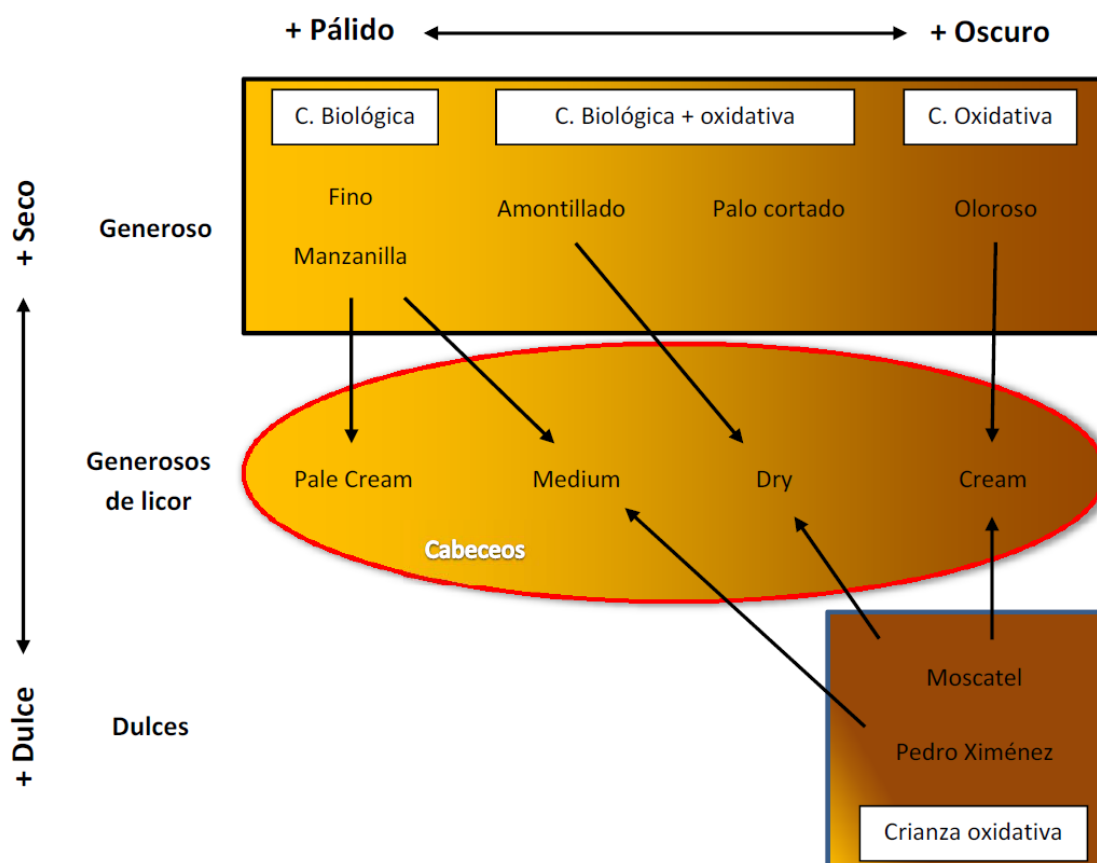 + Pálido
+ Oscuro
C. Biológica
C. Biológica + oxidativa
C. Oxidativa
+ Seco
Generoso
Fino
Manzanilla
Amontillado
Palo cortado
Oloroso
Generosos
de licor
Pale Cream
Medium
Dry
Cream
Cabeceos
+ Dulce
Dulces
Moscatel
Pedro Ximénez
Crianza oxidativa